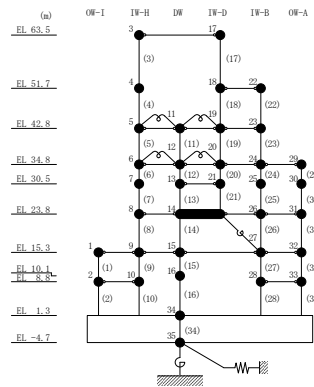 (m) OW-I IW-H DW IW-D IW-B OW-A
EL 63.5 3 17
(3) (17)
EL 51.7 4 18 22
(4) 11 19 (18) (22)
EL 42.8 5 23
(5) 12 (11) 20 (19) (23)
EL 34.8 6 24 29
(6) (12) (20) (24)
EL 30.5 7 13 21 25 30
(7) (13) (21) (25)
EL 23.8 8 14 26 31
(8) (14) 27 (26)
EL 15.3 1 9 15 32
(1) (9) (15) (27)
EL 10.1 2 10 16 28 33
EL 8.8
(2) (10) (16) (28)
EL 1.3 34
EL -4.7 35 (34)